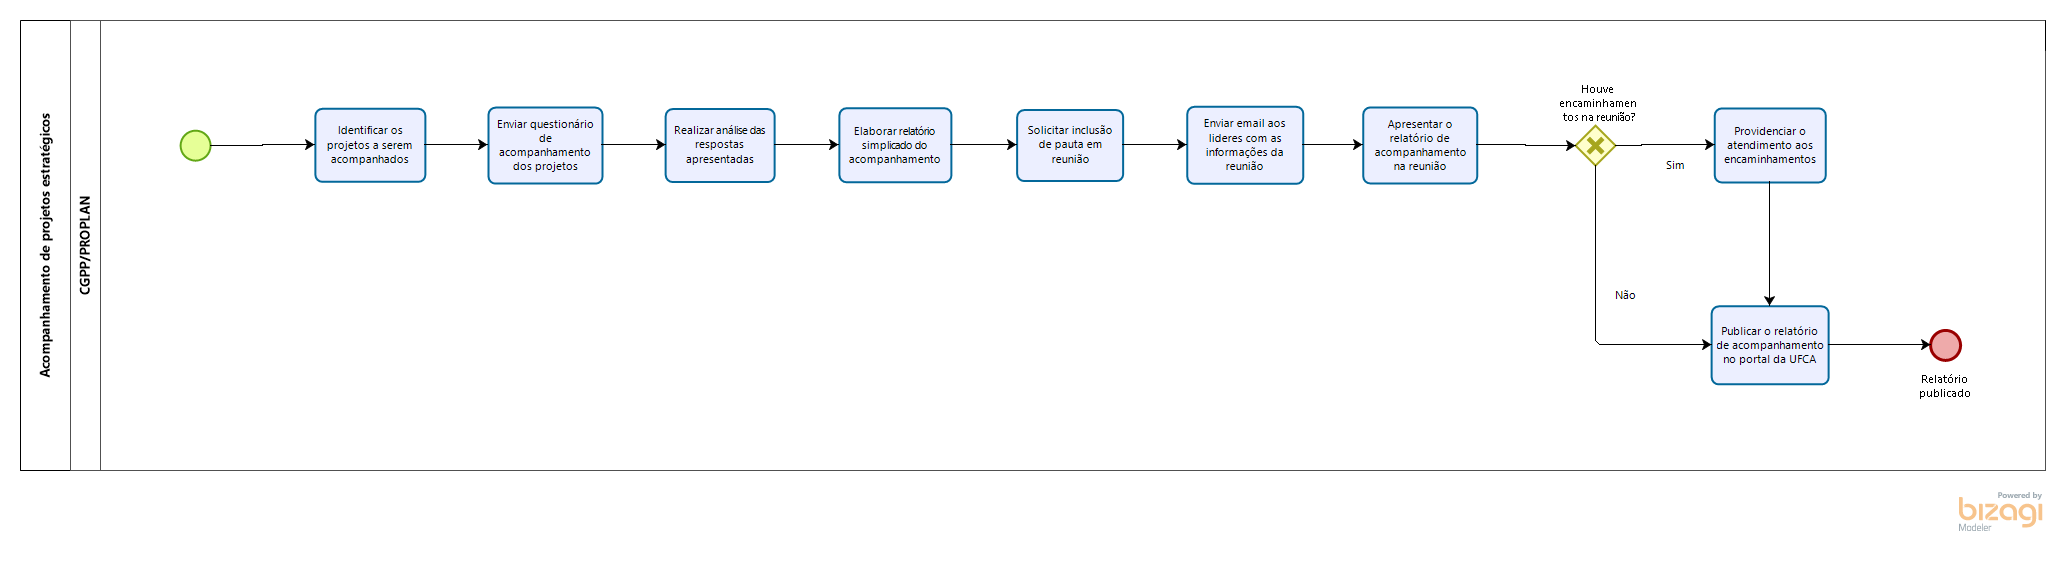 Acompanhamento de projetos estratégicos
CGPP/PROPLAN
Identificar os
projetos a serem
acompanhados
Enviar questionário
de
acompanhamento
dos projetos
Realizar análise das
respostas
apresentadas
Elaborar relatório
simplicado do
acompanhamento
Solicitar inclusão
de pauta em
reunião
Enviar email aos
lideres com as
informações da
reunião
Apresentar o
relatório de
acompanhamento
na reunião
Houve
encaminhamen
tos na reunião?
Sim
Providenciar o
atendimento aos
encaminhamentos
Não
Publicar o relatório
de acompanhamento
no portal da UFCA
Relatório
publicado
Powered by
bizagi
Modeler